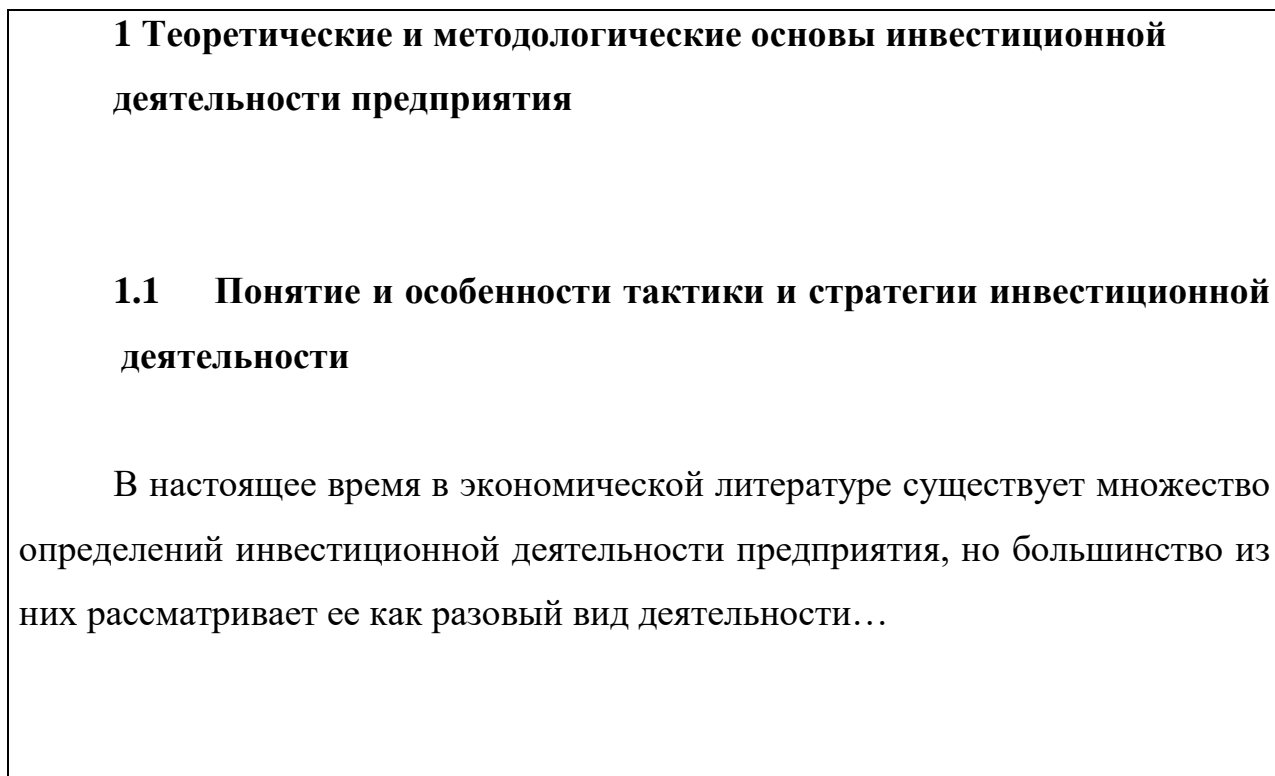 1 Теоретические и методологические основы инвестиционной
деятельности предприятия
1.1 Понятие и особенности тактики и стратегии инвестиционной
деятельности
В настоящее время в экономической литературе существует множество
определений инвестиционной деятельности предприятия, но большинство из
них рассматривает ее как разовый вид деятельности…